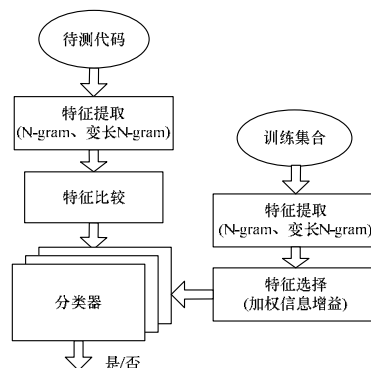 待测代码
特征提取
(N-gram、变长N-gram)
特征比较
分类器
是/否
训练集合
特征提取
(N-gram、变长N-gram)
特征选择
(加权信息增益)